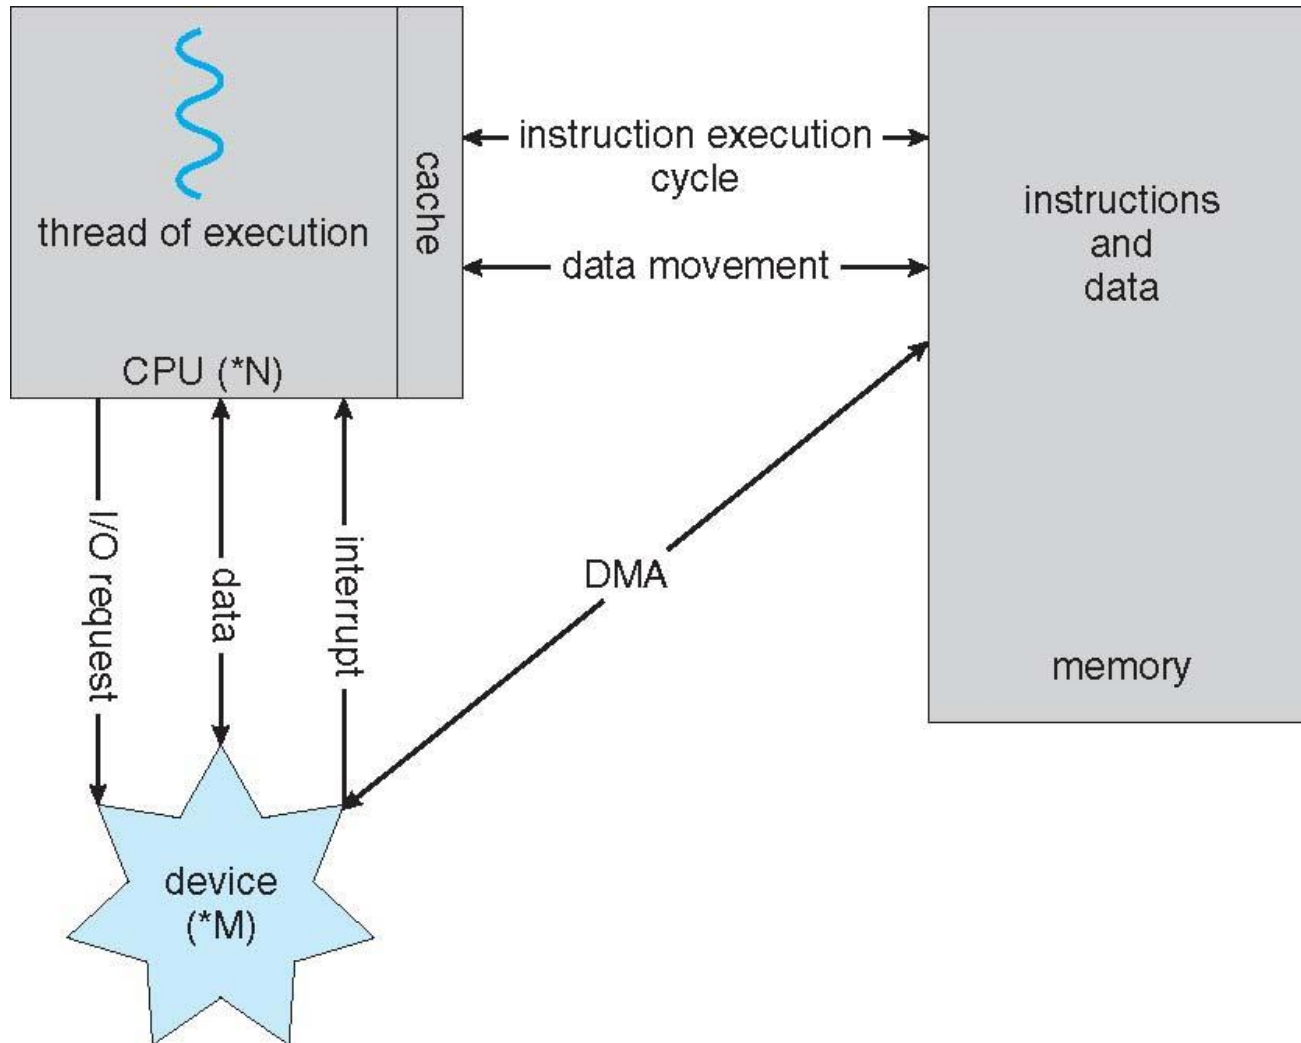 thread of execution
cache
CPU (*N)
instruction execution
cycle
data movement
instructions
and
data
memory
I/O request
data
interrupt
DMA
device
(*M)